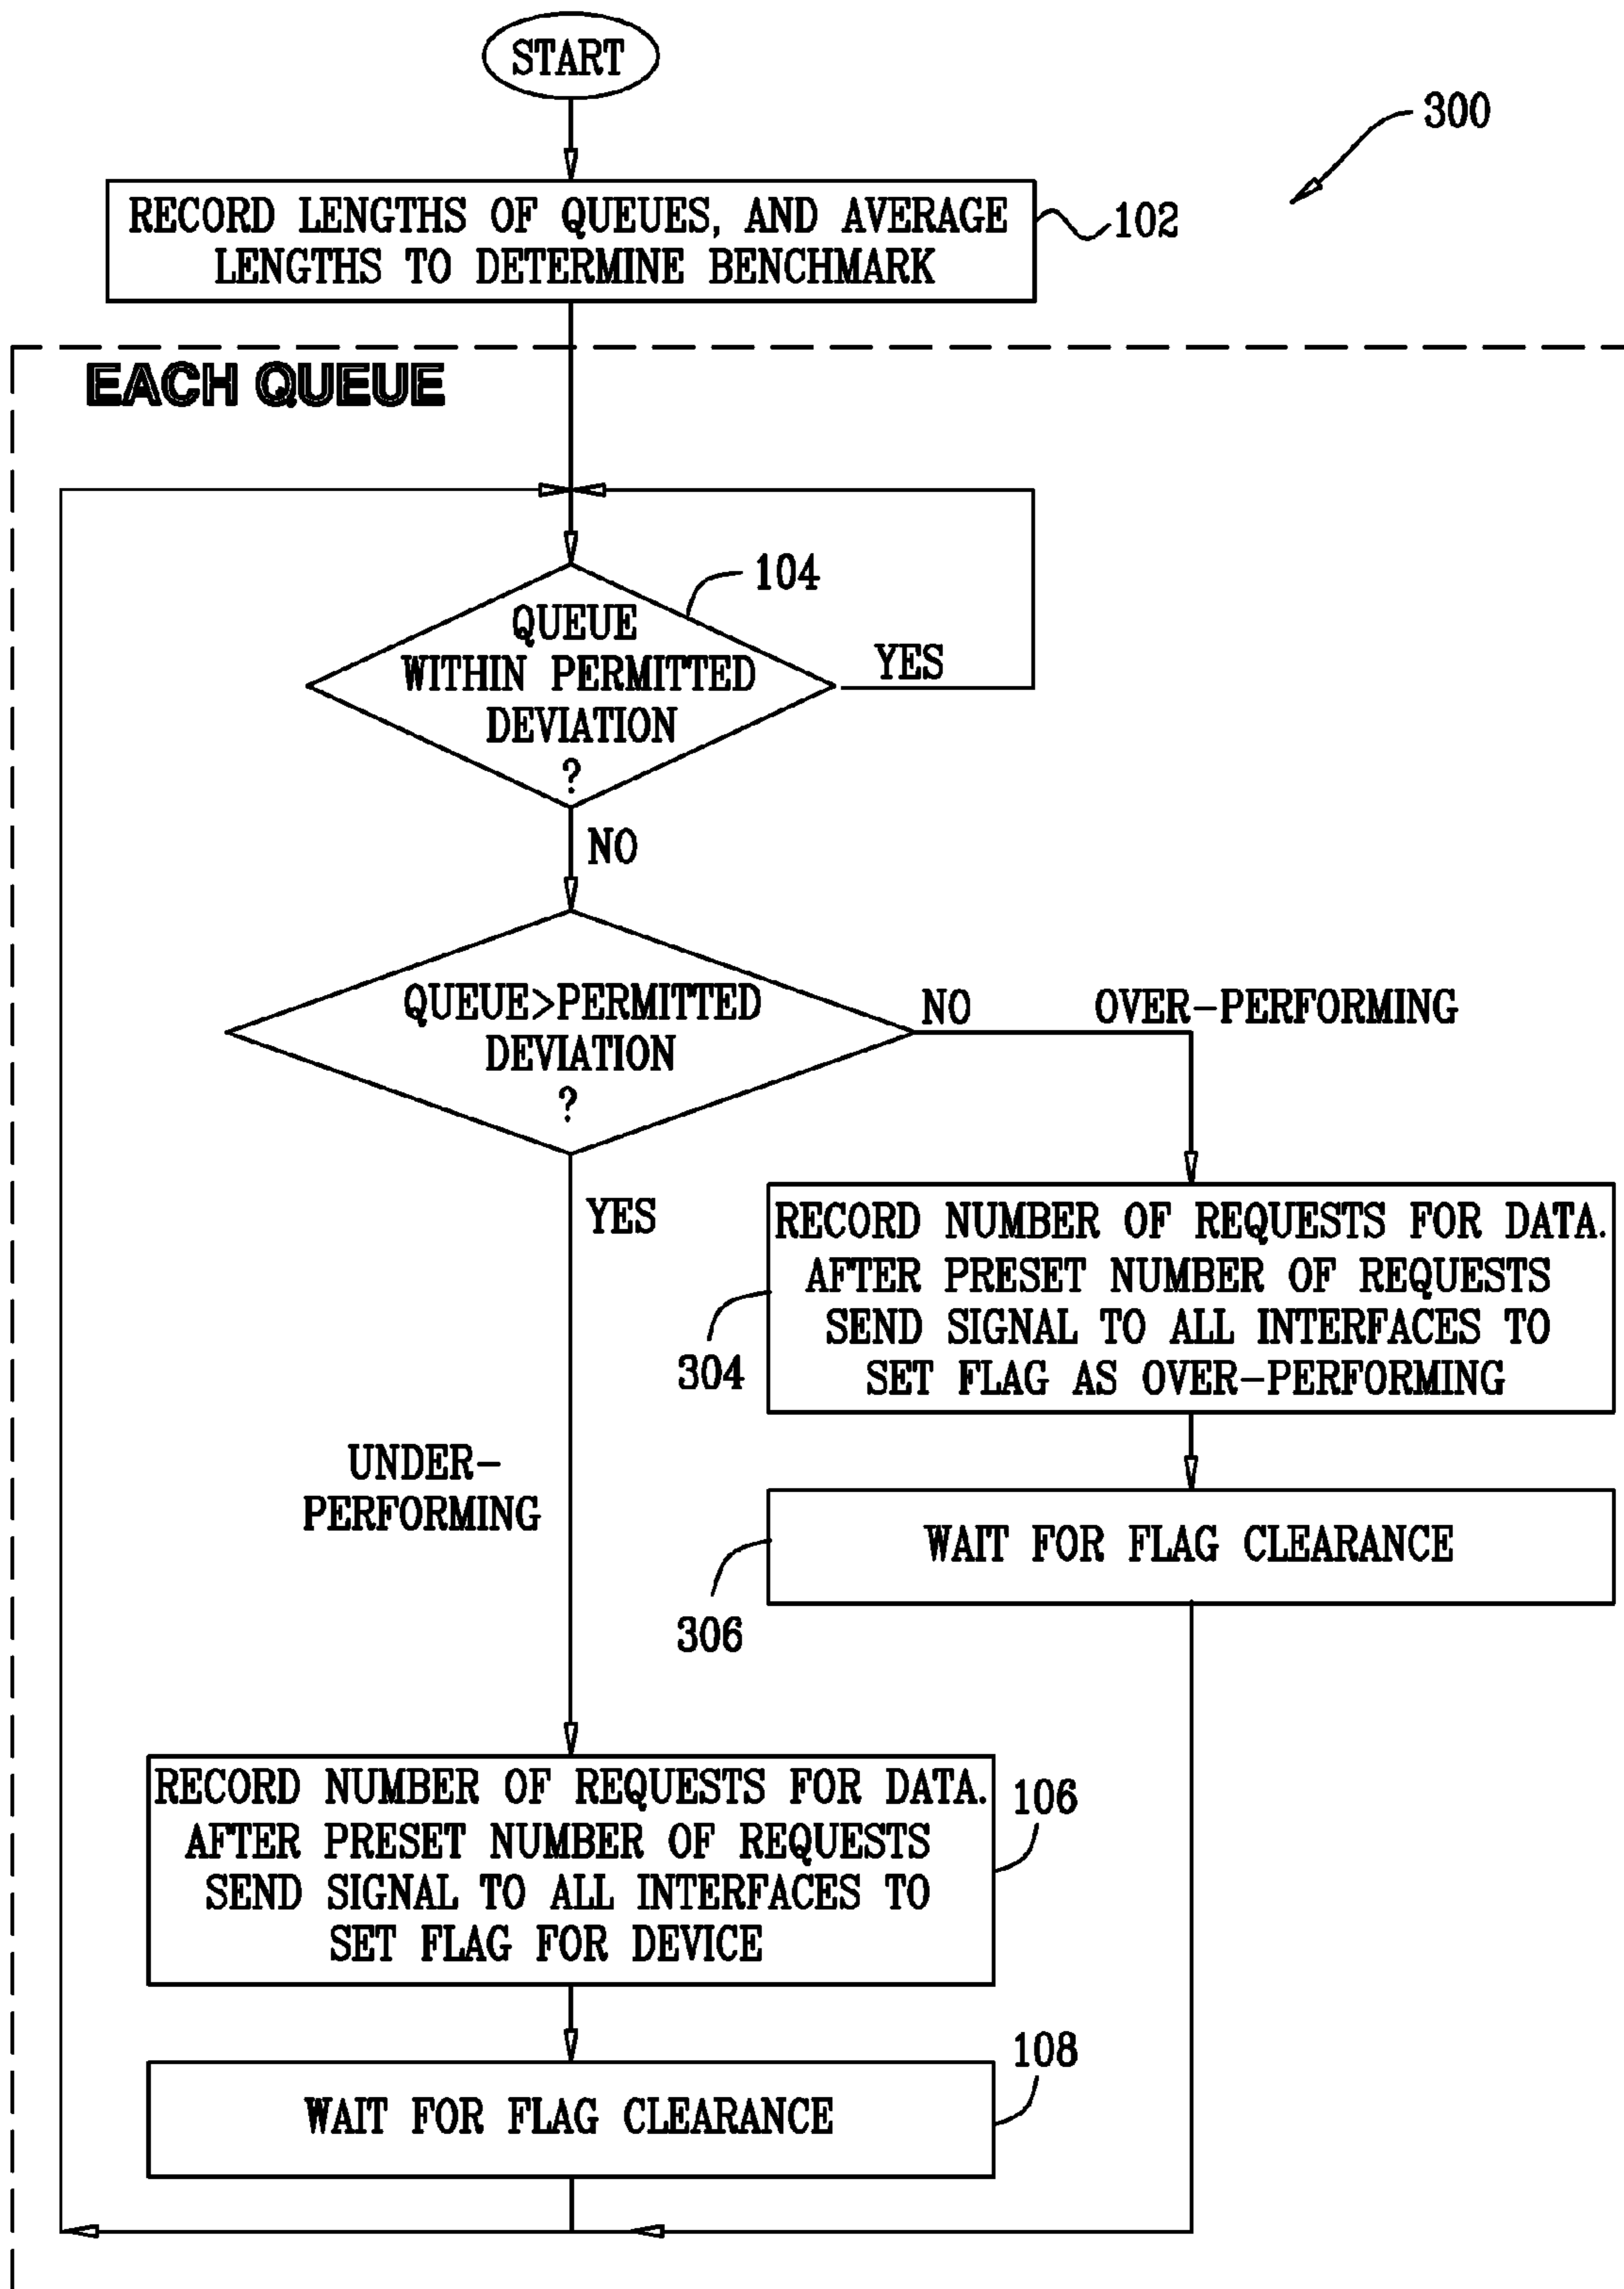 START
300
RECORD LENGTHS OF QUEUES, AND AVERAGE
LENGTHS TO DETERMINE BENCHMARK
102
EACH QUEUE
104
QUEUE
WITHIN PERMITTED
DEVIATION
?
YES
NO
QUEUE>PERMITTED
DEVIATION
?
NO
OVER-PERFORMING
YES
RECORD NUMBER OF REQUESTS FOR DATA.
AFTER PRESET NUMBER OF REQUESTS
SEND SIGNAL TO ALL INTERFACES TO
SET FLAG AS OVER-PERFORMING
304
UNDER-
PERFORMING
WAIT FOR FLAG CLEARANCE
306
RECORD NUMBER OF REQUESTS FOR DATA.
AFTER PRESET NUMBER OF REQUESTS
SEND SIGNAL TO ALL INTERFACES TO
SET FLAG FOR DEVICE
106
WAIT FOR FLAG CLEARANCE
108